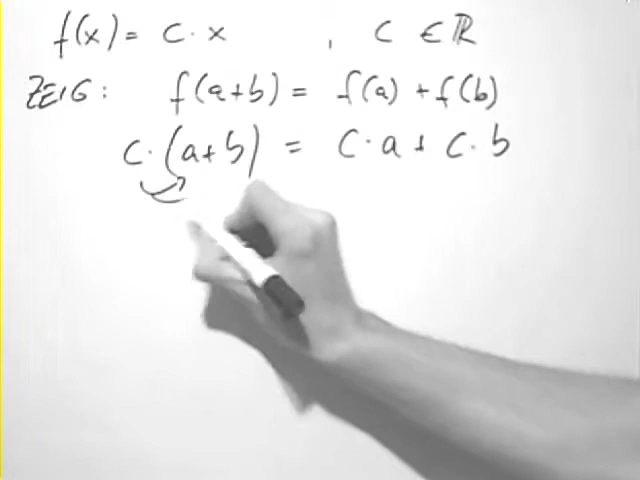 f(x) = c · x , c ∈ ℝ
ZEIG: f(a+b) = f(a) + f(b)
c · (a+b) = c · a + c · b